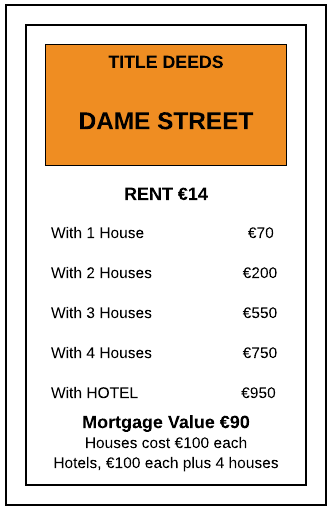 TITLE DEEDS
DAME STREET
RENT €14
With 1 House €70
With 2 Houses €200
With 3 Houses €550
With 4 Houses €750
With HOTEL €950
Mortgage Value €90
Houses cost €100 each
Hotels, €100 each plus 4 houses